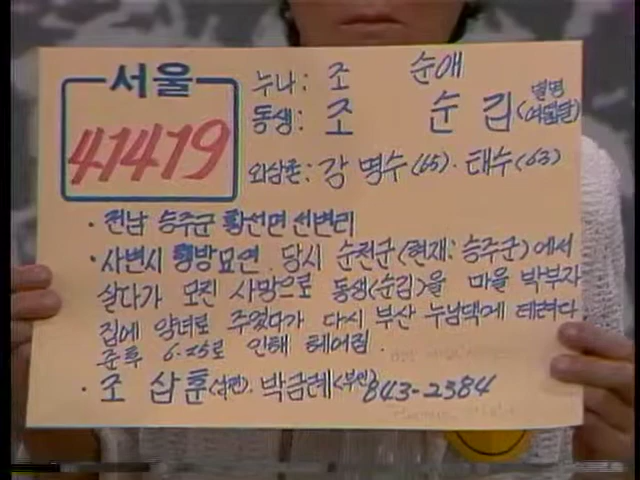 서울
41419
누나: 조 순애
동생: 조 순김 (별명 여덟달)
외삼촌: 강명수(65). 태수(63)
· 전남 승주군 황선면 선변리
· 사변시 행방묘연. 당시 순천군(현재: 승주군)에서
살다가 모친 사망으로 동생(순김)을 마을 박부자
집에 양녀로 주었다가 다시 부산 누님댁에 데려다
준후 6·25로 인해 헤어짐.
· 조삼훈(남편). 박금례(부인) 843-2384